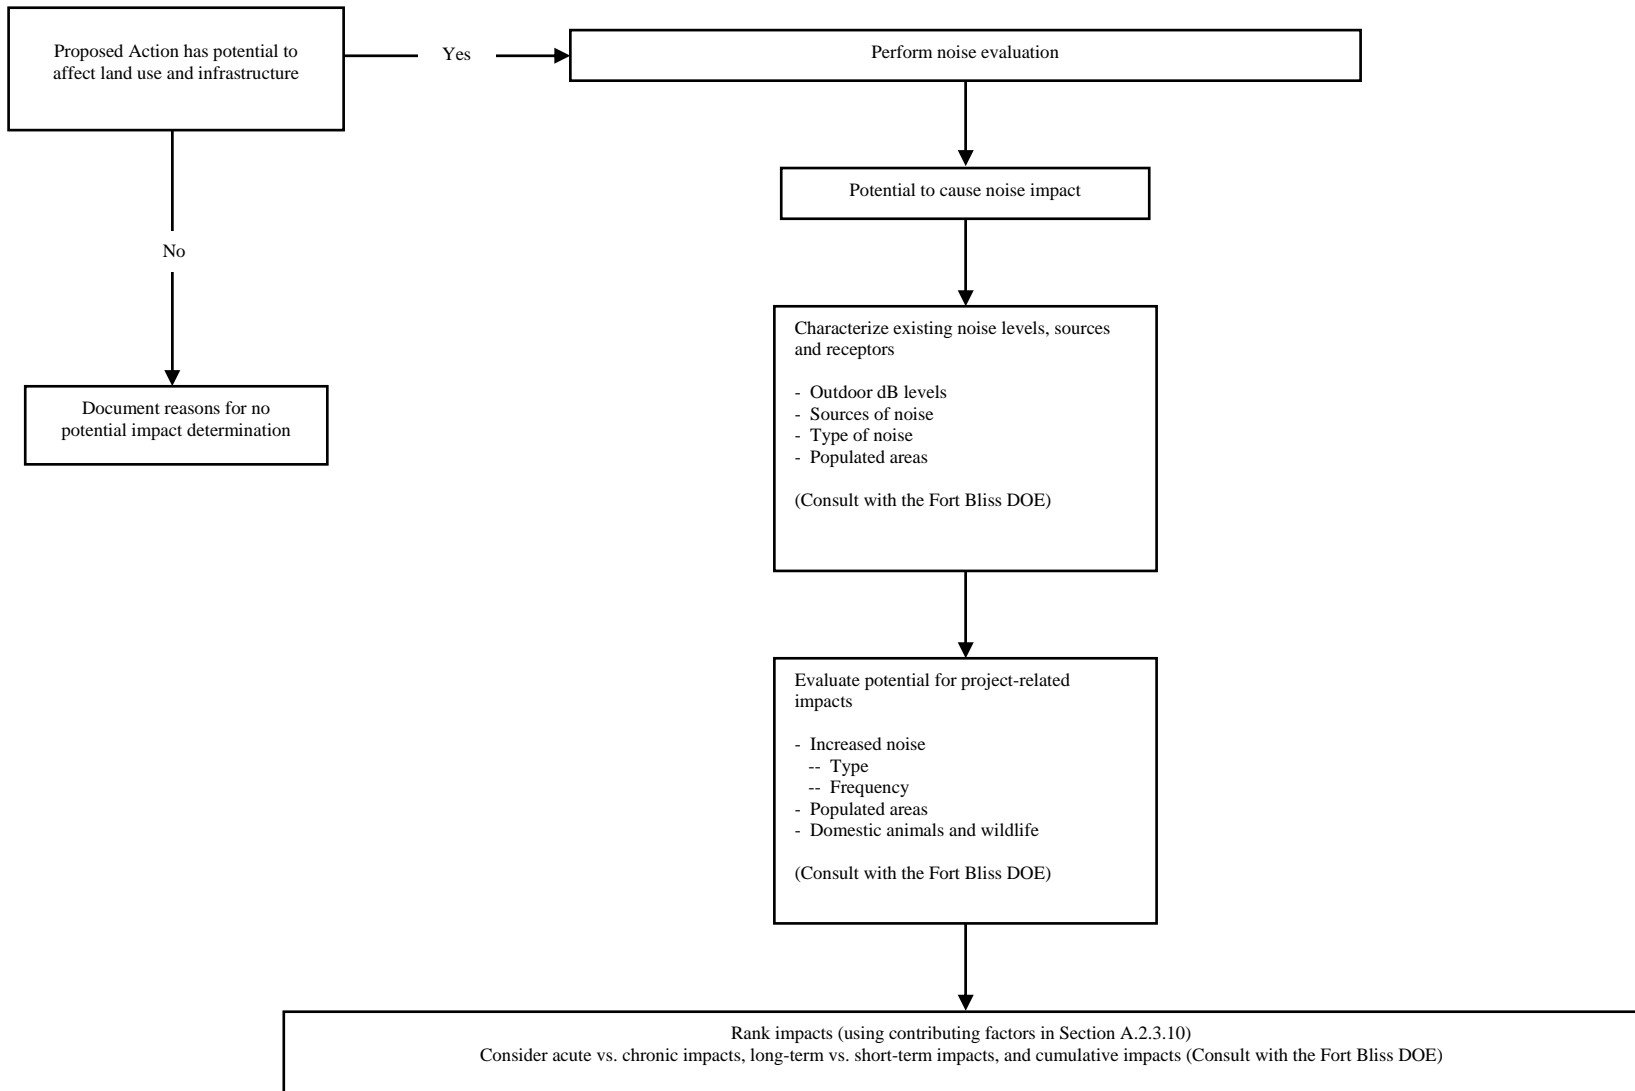 Proposed Action has potential to
affect land use and infrastructure
Yes
Perform noise evaluation
Potential to cause noise impact
No
Characterize existing noise levels, sources
and receptors
- Outdoor dB levels
- Sources of noise
- Type of noise
- Populated areas
(Consult with the Fort Bliss DOE)
Document reasons for no
potential impact determination
Evaluate potential for project-related
impacts
- Increased noise
-- Type
-- Frequency
- Populated areas
- Domestic animals and wildlife
(Consult with the Fort Bliss DOE)
Rank impacts (using contributing factors in Section A.2.3.10)
Consider acute vs. chronic impacts, long-term vs. short-term impacts, and cumulative impacts (Consult with the Fort Bliss DOE)